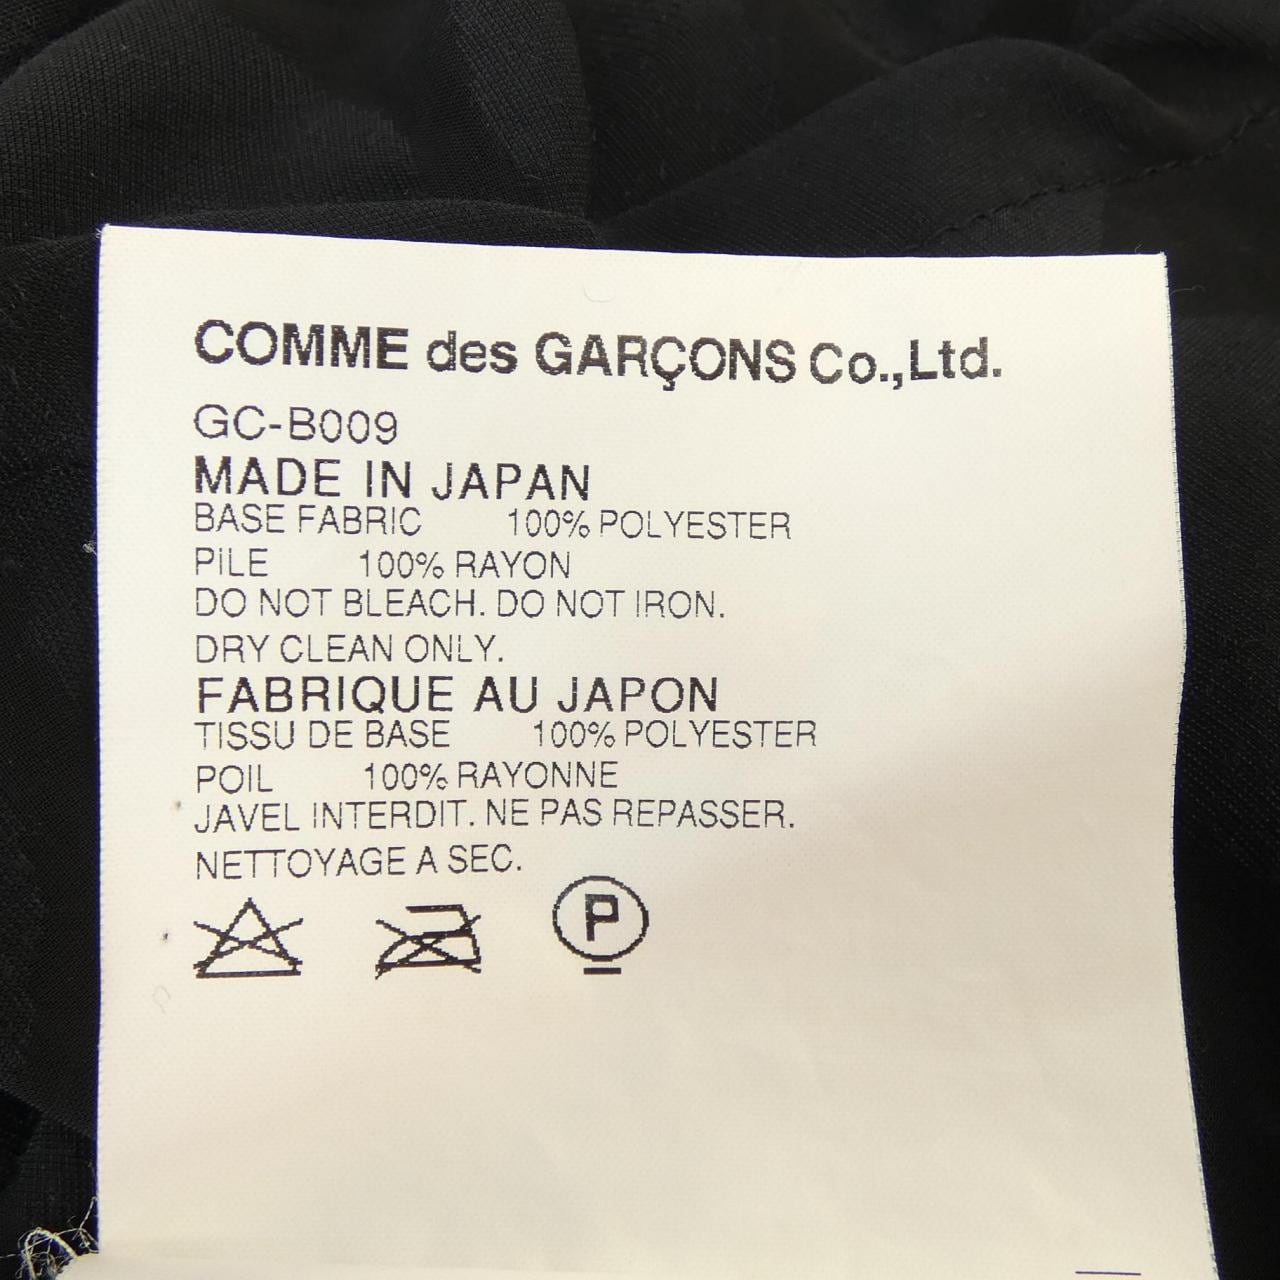 COMME des GARÇONS Co.,Ltd.
GC-B009
MADE IN JAPAN
BASE FABRIC 100% POLYESTER
PILE 100% RAYON
DO NOT BLEACH. DO NOT IRON.
DRY CLEAN ONLY.
FABRIQUE AU JAPON
TISSU DE BASE 100% POLYESTER
POIL 100% RAYONNE
JAVEL INTERDIT. NE PAS REPASSER.
NETTOYAGE A SEC.
P